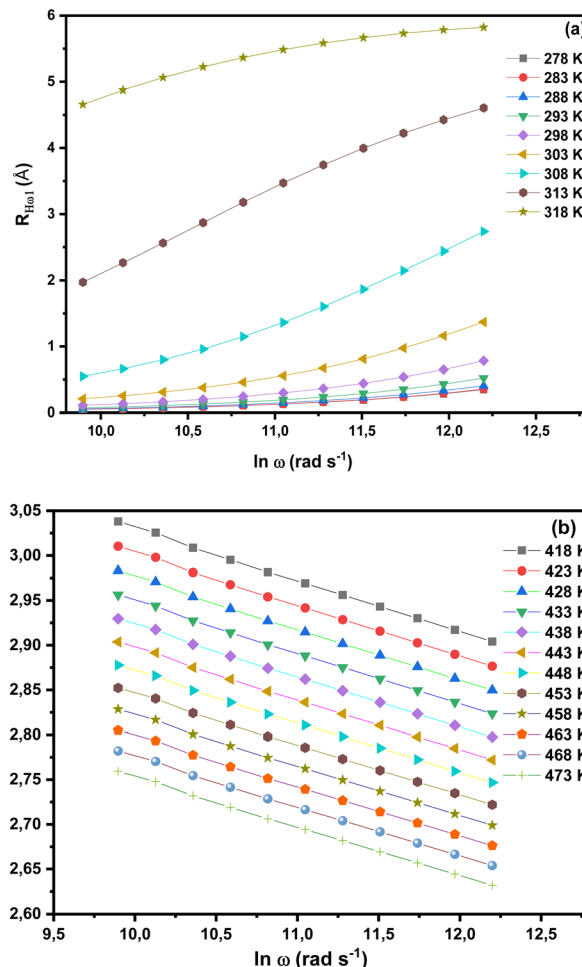 (a)
6
5
4
3
2
1
0
R_Hω1 (Å)
278 K
283 K
288 K
293 K
298 K
303 K
308 K
313 K
318 K
10,0 10,5 11,0 11,5 12,0 12,5
ln ω (rad s⁻¹)
(b)
3,05
3,00
2,95
2,90
2,85
2,80
2,75
2,70
2,65
2,60
418 K
423 K
428 K
433 K
438 K
443 K
448 K
453 K
458 K
463 K
468 K
473 K
9,5 10,0 10,5 11,0 11,5 12,0 12,5
ln ω (rad s⁻¹)